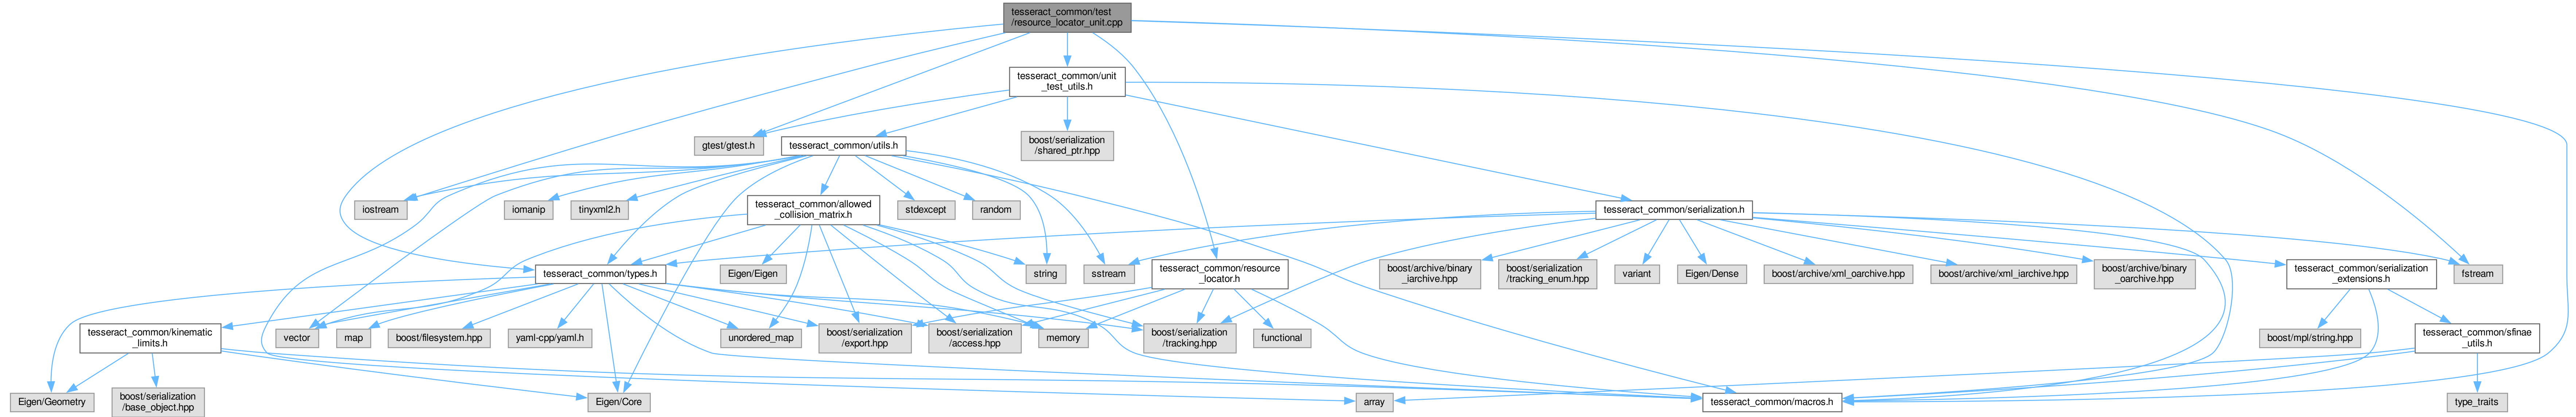 tesseract_common/test
/resource_locator_unit.cpp
tesseract_common/unit
_test_utils.h
gtest/gtest.h
tesseract_common/utils.h
boost/serialization
/shared_ptr.hpp
iostream
iomanip
tinyxml2.h
tesseract_common/allowed
_collision_matrix.h
stdexcept
random
tesseract_common/serialization.h
tesseract_common/types.h
Eigen/Eigen
string
sstream
tesseract_common/resource
_locator.h
boost/archive/binary
_iarchive.hpp
boost/serialization
/tracking_enum.hpp
variant
Eigen/Dense
boost/archive/xml_oarchive.hpp
boost/archive/xml_iarchive.hpp
boost/archive/binary
_oarchive.hpp
tesseract_common/serialization
_extensions.h
fstream
tesseract_common/kinematic
_limits.h
vector
map
boost/filesystem.hpp
yaml-cpp/yaml.h
unordered_map
boost/serialization
/export.hpp
boost/serialization
/access.hpp
memory
boost/serialization
/tracking.hpp
functional
boost/mpl/string.hpp
tesseract_common/sfinae
_utils.h
Eigen/Geometry
boost/serialization
/base_object.hpp
Eigen/Core
array
tesseract_common/macros.h
type_traits